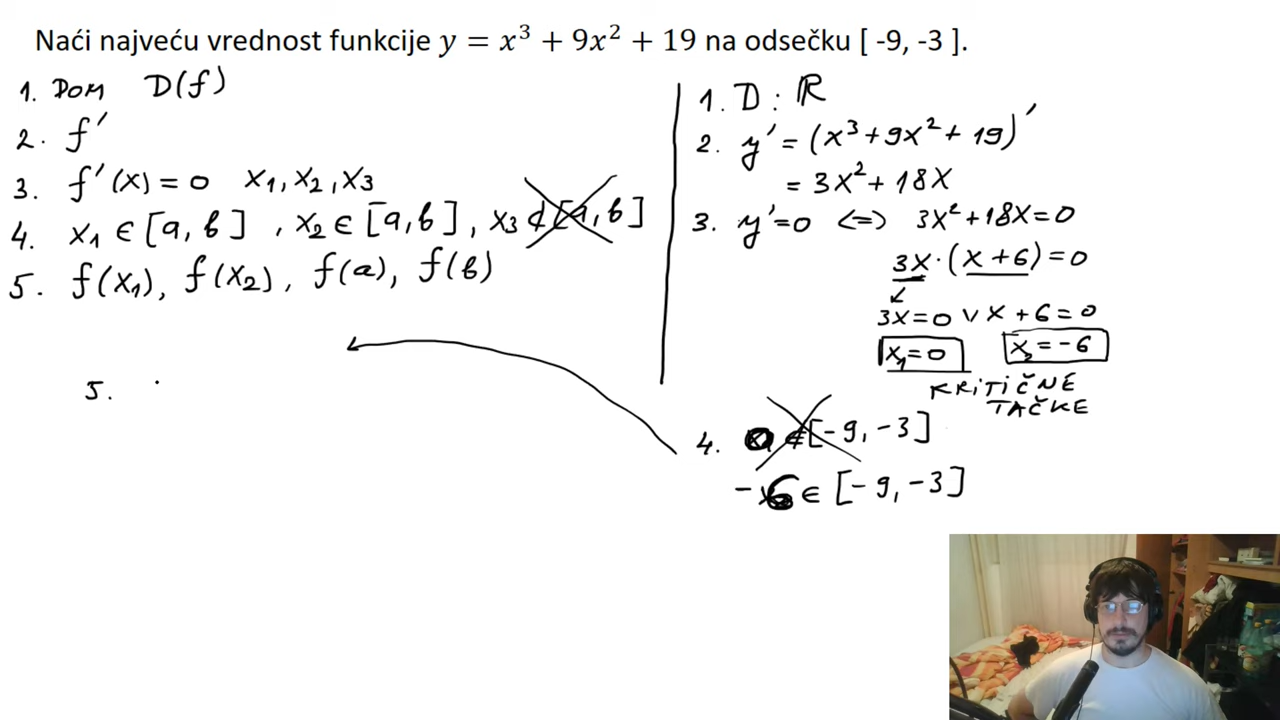 Naći najveću vrednost funkcije y = x³ + 9x² + 19 na odsečku [ -9, -3 ].
1. DOM D(f)
2. f'
3. f'(x) = 0 x₁, x₂, x₃
4. x₁ ∈ [a, b], x₂ ∈ [a, b], x₃ ∉ [a, b]
5. f(x₁), f(x₂), f(a), f(b)
5.
1. D : ℝ
2. y' = (x³ + 9x² + 19)'
= 3x² + 18x
3. y' = 0 <=> 3x² + 18x = 0
3x · (x + 6) = 0
3x = 0 ∨ x + 6 = 0
x₁ = 0 x₂ = -6
KRITIČNE
TAČKE
4. 0 ∉ [-9, -3]
-6 ∈ [-9, -3]